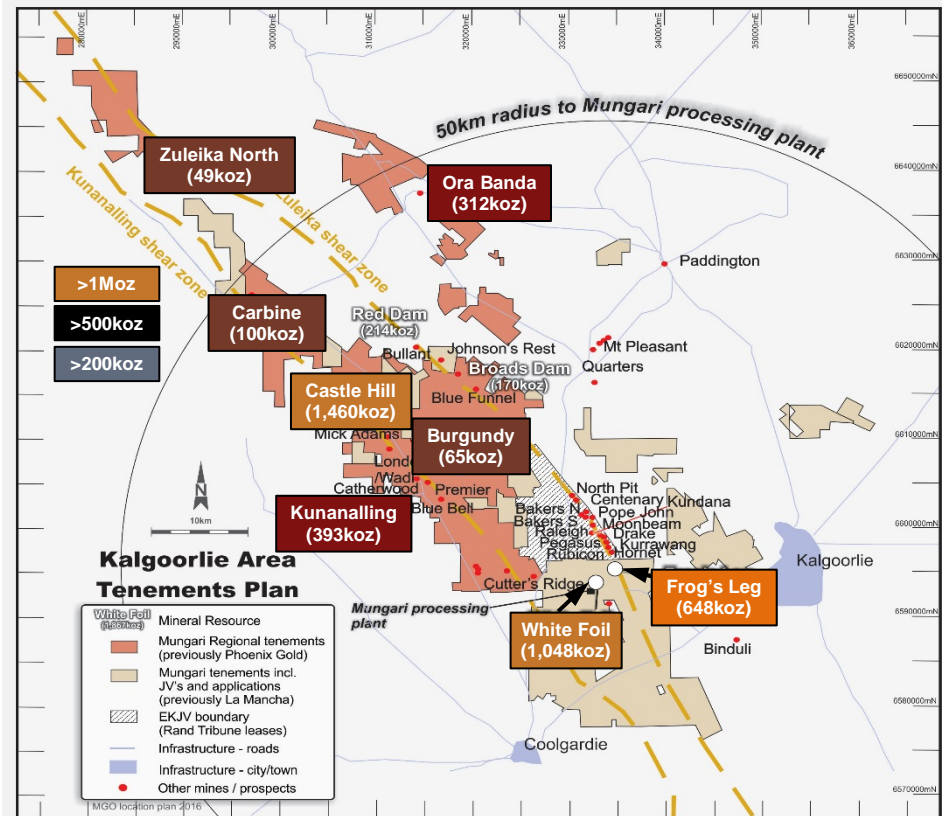 280000mE
290000mE
300000mE
310000mE
320000mE
330000mE
340000mE
350000mE
360000mE
6650000mN
6640000mN
6630000mN
6620000mN
6610000mN
6600000mN
6590000mN
6580000mN
6570000mN
50km radius to Mungari processing plant
Zuleika North
(49koz)
Ora Banda
(312koz)
Kunanalling shear zone
Zuleika shear zone
Paddington
>1Moz
>500koz
>200koz
Carbine
(100koz)
Red Dam
(214koz)
Bullant
Johnson's Rest
Mt Pleasant
Broads Dam
(170koz)
Quarters
Blue Funnel
Castle Hill
(1,460koz)
Mick Adams
Burgundy
(65koz)
Catherwood
Premier
Blue Bell
Kunanalling
(393koz)
North Pit
Centenary
Kundana
Bakers N
Pope John
Bakers S
Moonbeam
Raleigh
Drake
Pegasus
Kurrawang
Rubicon
Hornet
Kalgoorlie
N
10km
Kalgoorlie Area
Tenements Plan
Cutter's Ridge
Mungari processing
plant
Frog's Leg
(648koz)
White Foil
(1,048koz)
Binduli
Coolgardie
White Foil
Mineral Resource
Mungari Regional tenements
(previously Phoenix Gold)
Mungari tenements incl.
JV's and applications
(previously La Mancha)
EKJV boundary
(Rand Tribune leases)
Infrastructure - roads
Infrastructure - city/town
Other mines / prospects
MGO location plan 2016